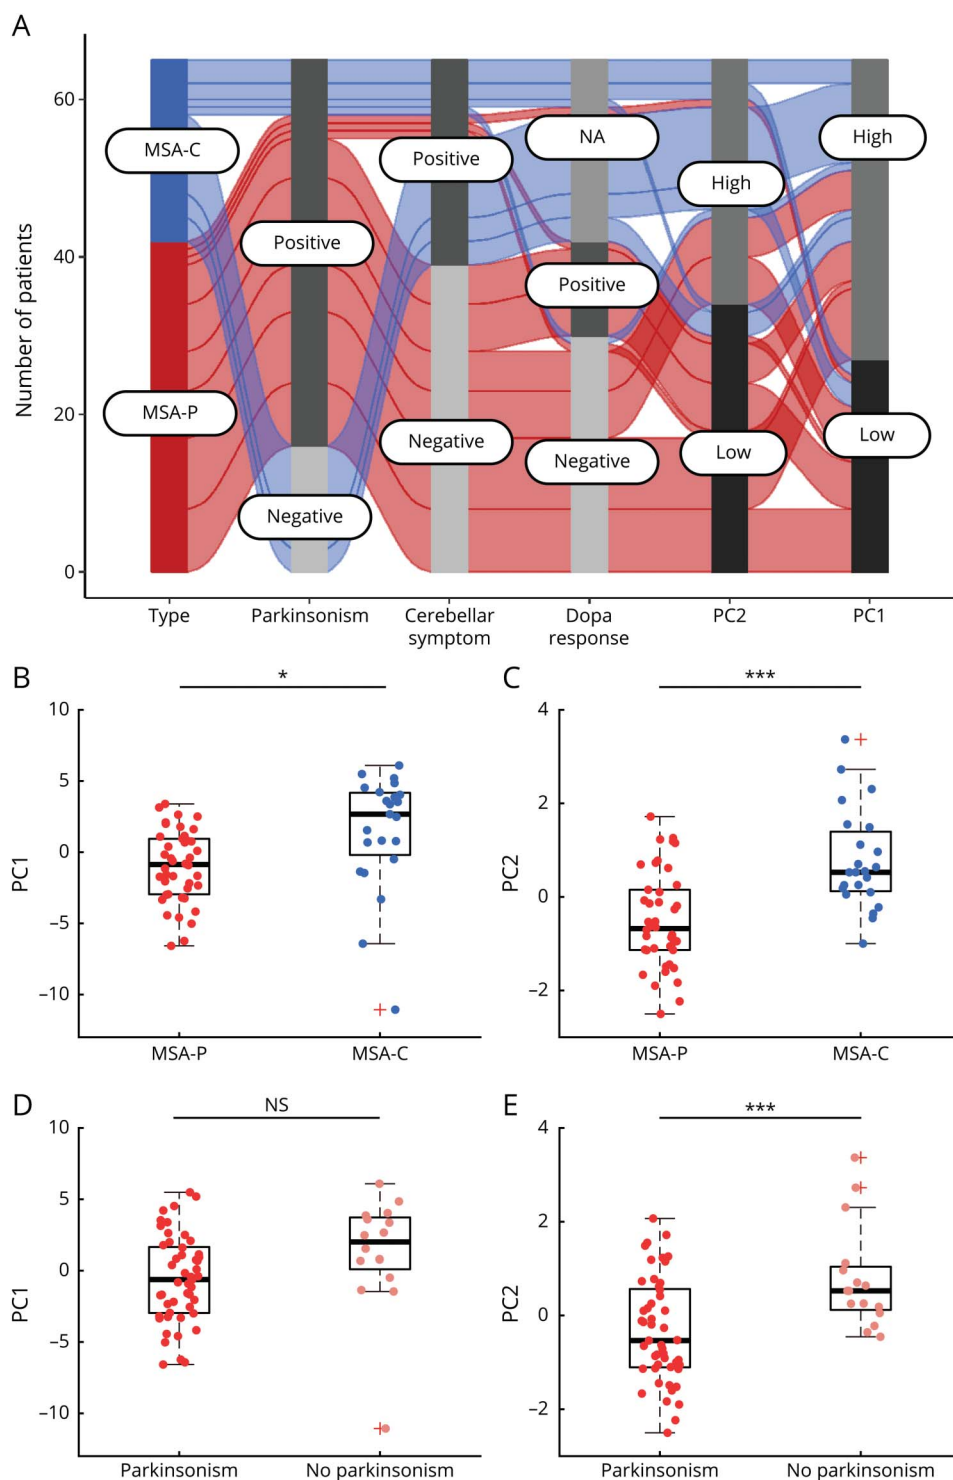 A
Number of patients
60
40
20
0
MSA-C
MSA-P
Positive
Negative
Positive
Negative
NA
Positive
Negative
High
Low
High
Low
Type
Parkinsonism
Cerebellar
symptom
Dopa
response
PC2
PC1
B
*
PC1
10
5
0
−5
−10
MSA-P
MSA-C
C
***
PC2
4
2
0
−2
MSA-P
MSA-C
D
NS
PC1
10
5
0
−5
−10
Parkinsonism
No parkinsonism
E
***
PC2
4
2
0
−2
Parkinsonism
No parkinsonism